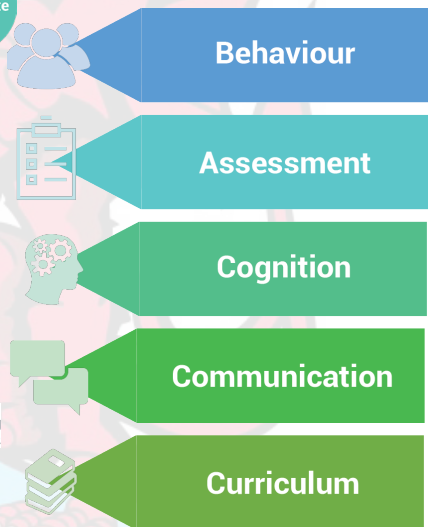 Behaviour
Assessment
Cognition
Communication
Curriculum